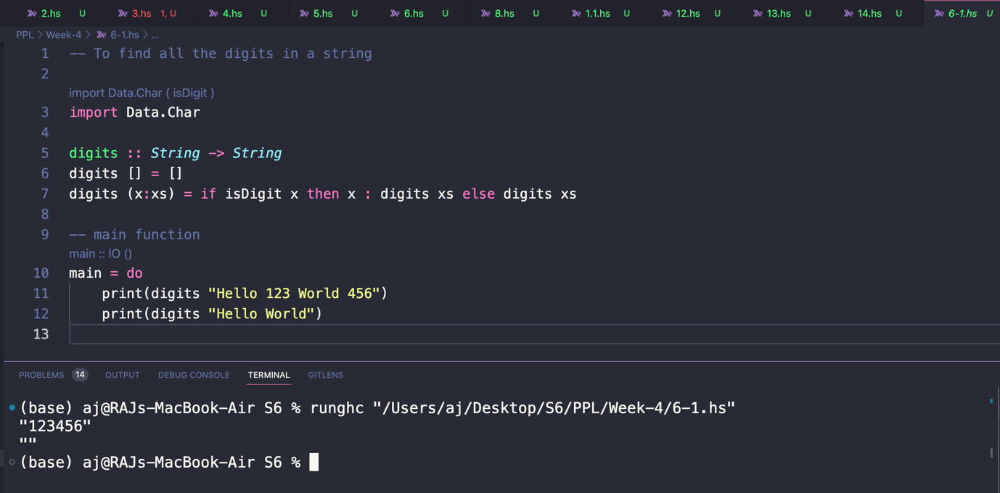 2.hs U 3.hs 1, U 4.hs U 5.hs U 6.hs U 8.hs U 1.1.hs U 12.hs U 13.hs U 14.hs U 6-1.hs U
PPL > Week-4 > 6-1.hs > ...
1 -- To find all the digits in a string
2
import Data.Char ( isDigit )
3 import Data.Char
4
5 digits :: String -> String
6 digits [] = []
7 digits (x:xs) = if isDigit x then x : digits xs else digits xs
8
9 -- main function
main :: IO ()
10 main = do
11     print(digits "Hello 123 World 456")
12     print(digits "Hello World")
13
PROBLEMS 14 OUTPUT DEBUG CONSOLE TERMINAL GITLENS
(base) aj@RAJs-MacBook-Air S6 % runghc "/Users/aj/Desktop/S6/PPL/Week-4/6-1.hs"
"123456"
""
(base) aj@RAJs-MacBook-Air S6 %